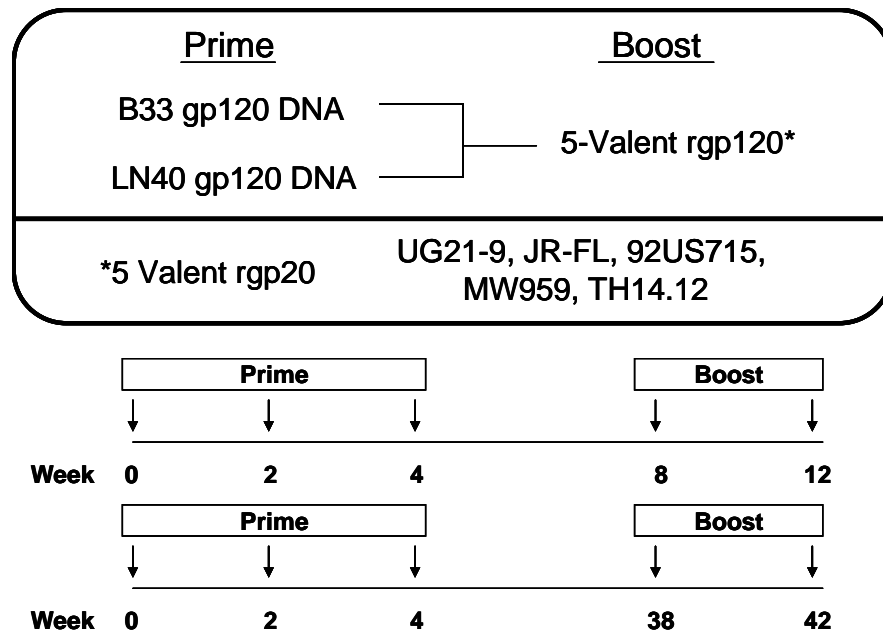 Prime Boost
B33 gp120 DNA
5-Valent rgp120*
LN40 gp120 DNA
*5 Valent rgp20
UG21-9, JR-FL, 92US715,
MW959, TH14.12
Prime Boost
Week 0 2 4 8 12
Prime Boost
Week 0 2 4 38 42